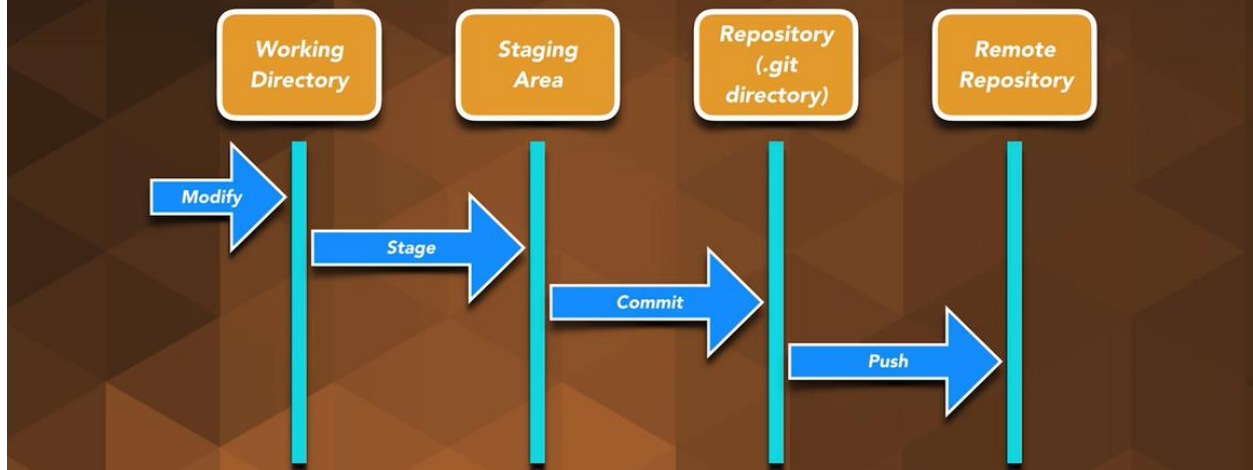 Working
Directory
Staging
Area
Repository
(.git
directory)
Remote
Repository
Modify
Stage
Commit
Push